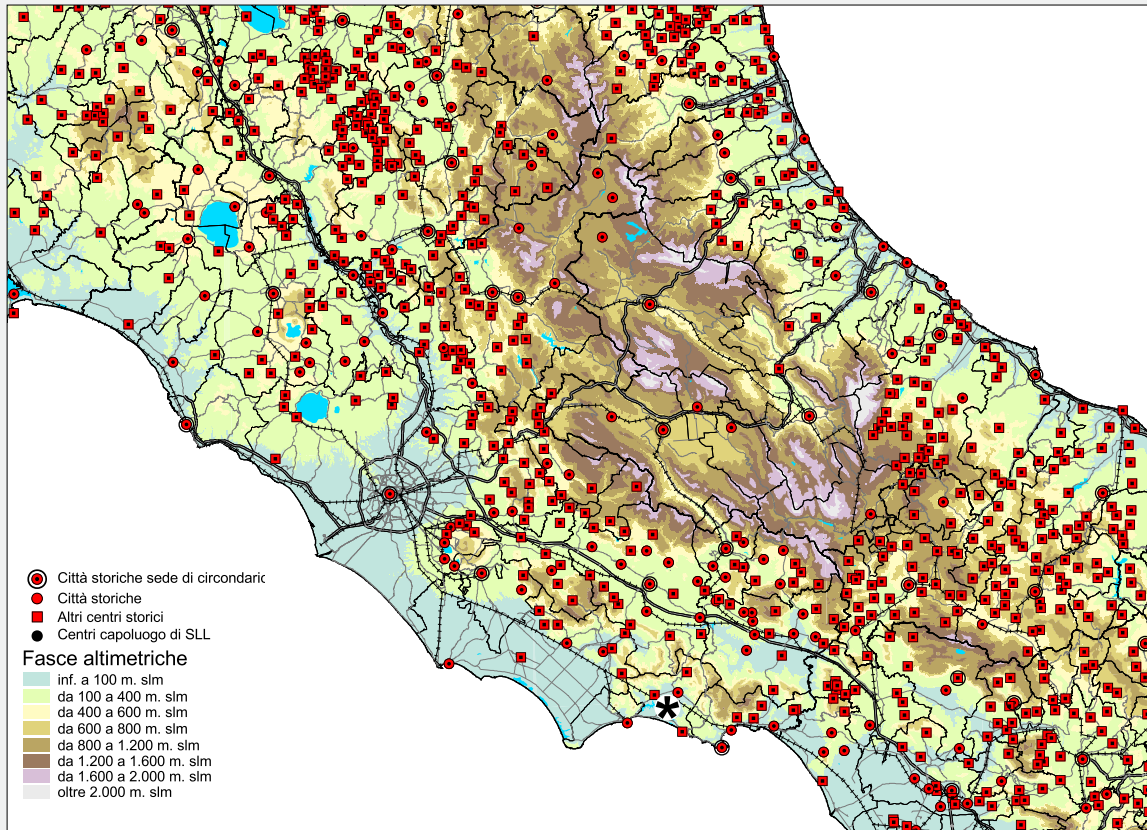 Città storiche sede di circondario
Città storiche
Altri centri storici
Centri capoluogo di SLL
Fasce altimetriche
inf. a 100 m. slm
da 100 a 400 m. slm
da 400 a 600 m. slm
da 600 a 800 m. slm
da 800 a 1.200 m. slm
da 1.200 a 1.600 m. slm
da 1.600 a 2.000 m. slm
oltre 2.000 m. slm
*